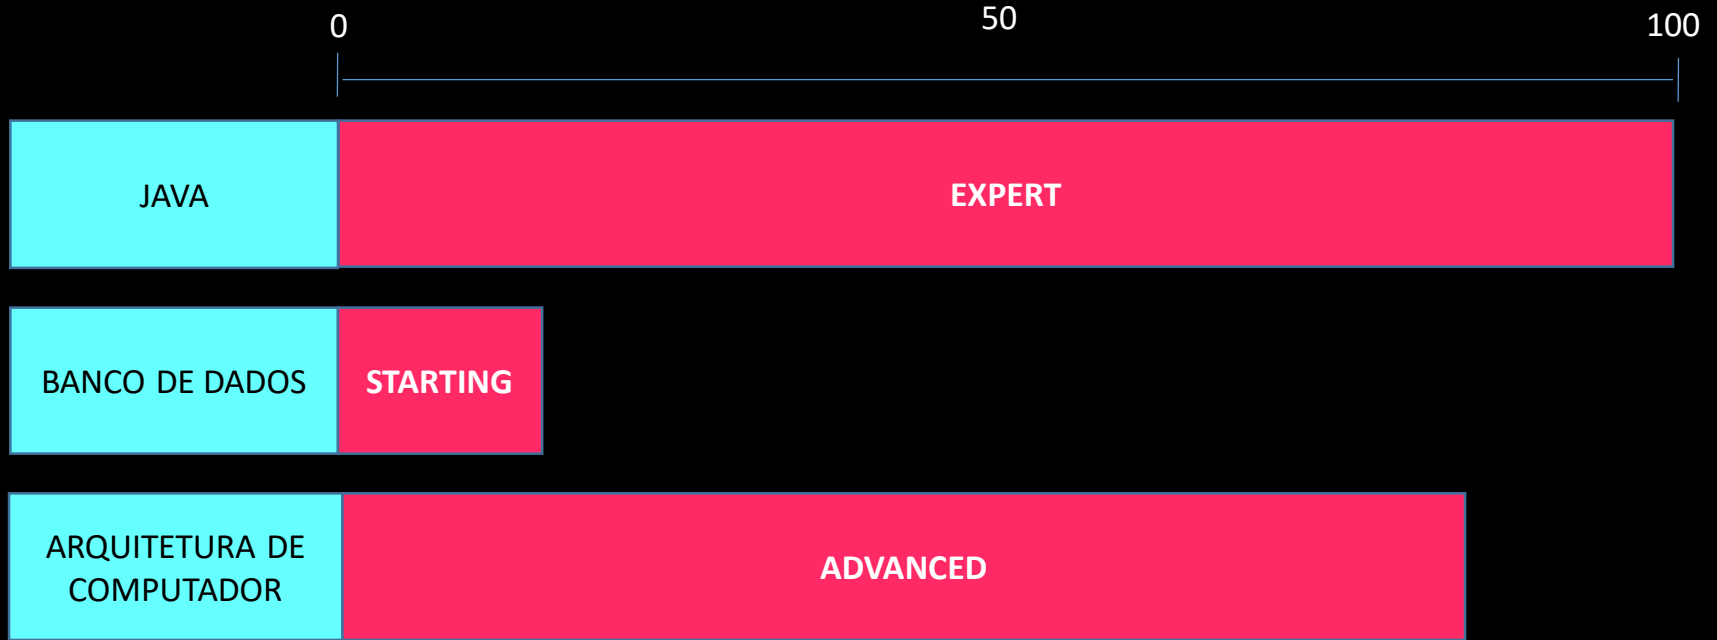 0
50
100
JAVA
EXPERT
BANCO DE DADOS
STARTING
ARQUITETURA DE
COMPUTADOR
ADVANCED